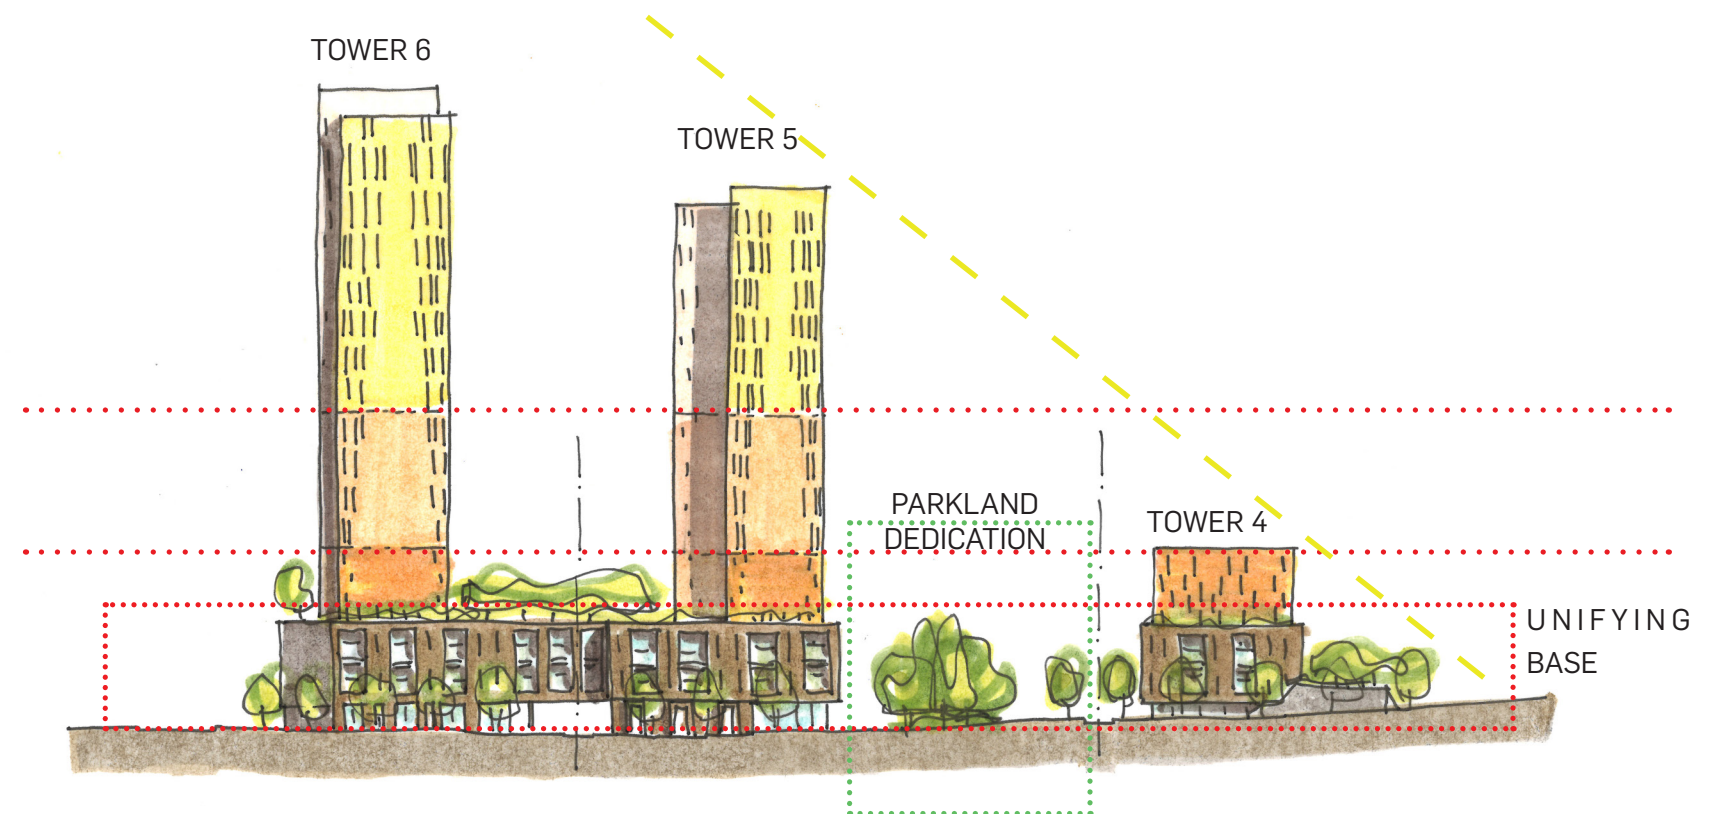 TOWER 6
TOWER 5
PARKLAND
DEDICATION
TOWER 4
UNIFYING
BASE